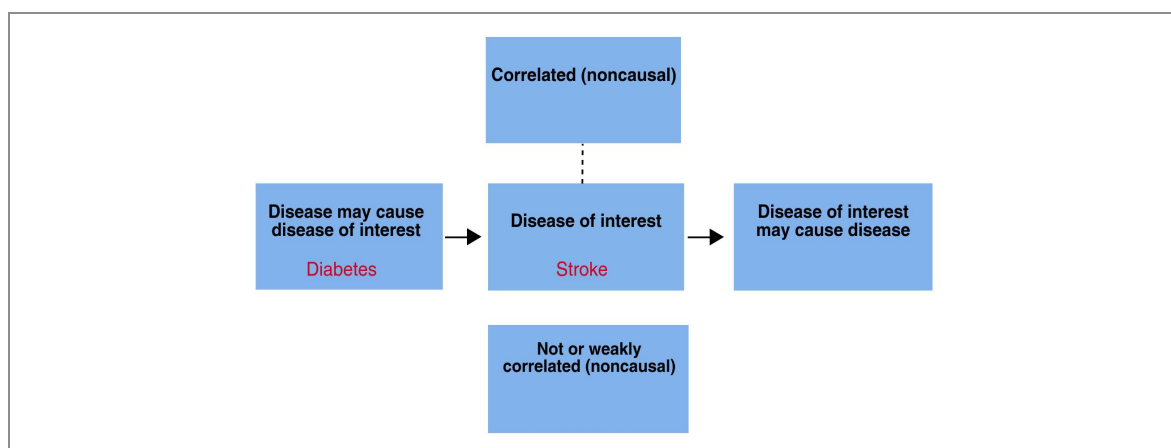 Correlated (noncausal)
Disease may cause
disease of interest
Diabetes
Disease of interest
Stroke
Disease of interest
may cause disease
Not or weakly
correlated (noncausal)